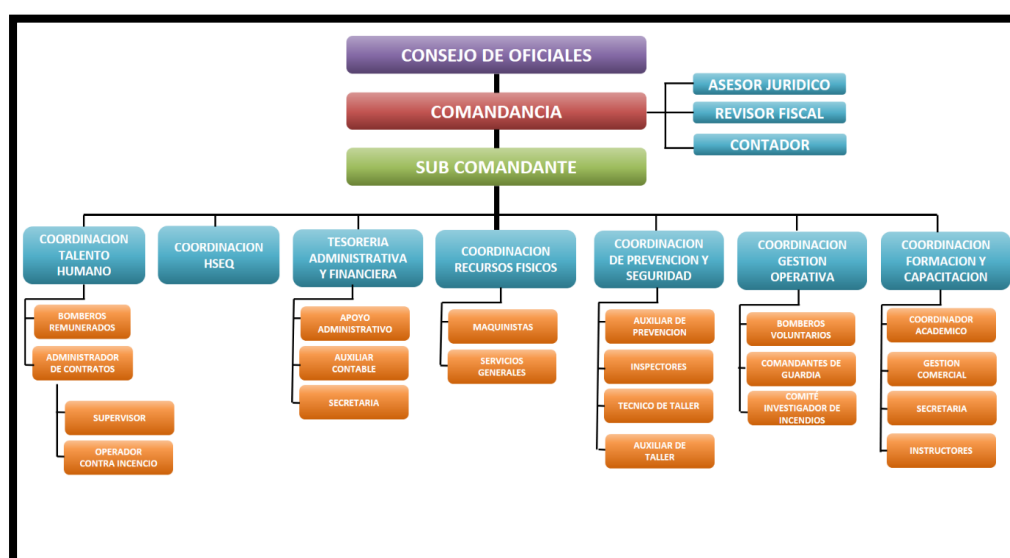 CONSEJO DE OFICIALES
COMANDANCIA
ASESOR JURIDICO
REVISOR FISCAL
CONTADOR
SUB COMANDANTE
COORDINACION
TALENTO
HUMANO
COORDINACION
HSEQ
TESORERIA
ADMINISTRATIVA
Y FINANCIERA
COORDINACION
RECURSOS FISICOS
COORDINACION
DE PREVENCION Y
SEGURIDAD
COORDINACION
GESTION
OPERATIVA
COORDINACION
FORMACION Y
CAPACITACION
BOMBEROS
REMUNERADOS
ADMINISTRADOR
DE CONTRATOS
SUPERVISOR
OPERADOR
CONTRA INCENCIO
APOYO
ADMINISTRATIVO
AUXILIAR
CONTABLE
SECRETARIA
MAQUINISTAS
SERVICIOS
GENERALES
AUXILIAR DE
PREVENCION
INSPECTORES
TECNICO DE TALLER
AUXILIAR DE
TALLER
BOMBEROS
VOLUNTARIOS
COMANDANTES DE
GUARDIA
COMITÉ
INVESTIGADOR DE
INCENDIOS
COORDINADOR
ACADEMICO
GESTION
COMERCIAL
SECRETARIA
INSTRUCTORES